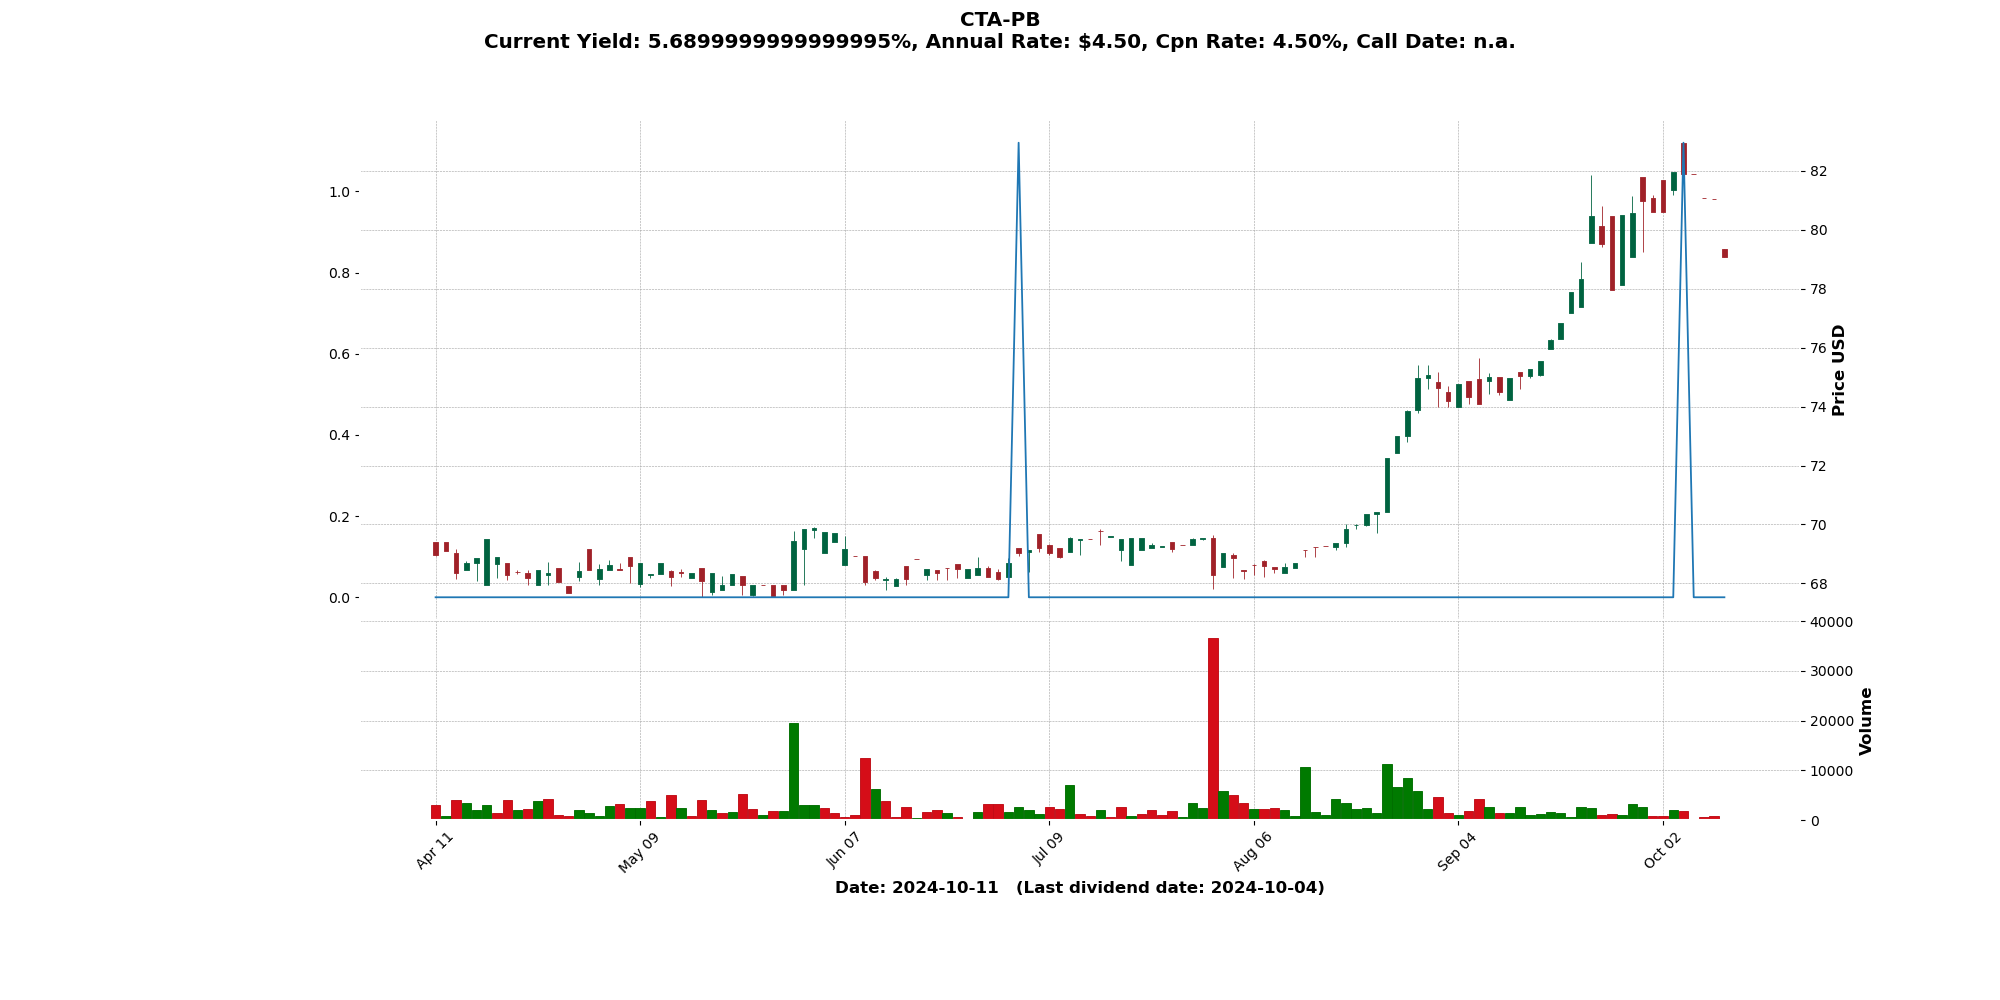 CTA-PB
Current Yield: 5.6899999999999995%, Annual Rate: $4.50, Cpn Rate: 4.50%, Call Date: n.a.
1.0
0.8
0.6
0.4
0.2
0.0
82
80
78
76
74
72
70
68
Price USD
40000
30000
20000
10000
0
Volume
Apr 11
May 09
Jun 07
Jul 09
Aug 06
Sep 04
Oct 02
Date: 2024-10-11 (Last dividend date: 2024-10-04)